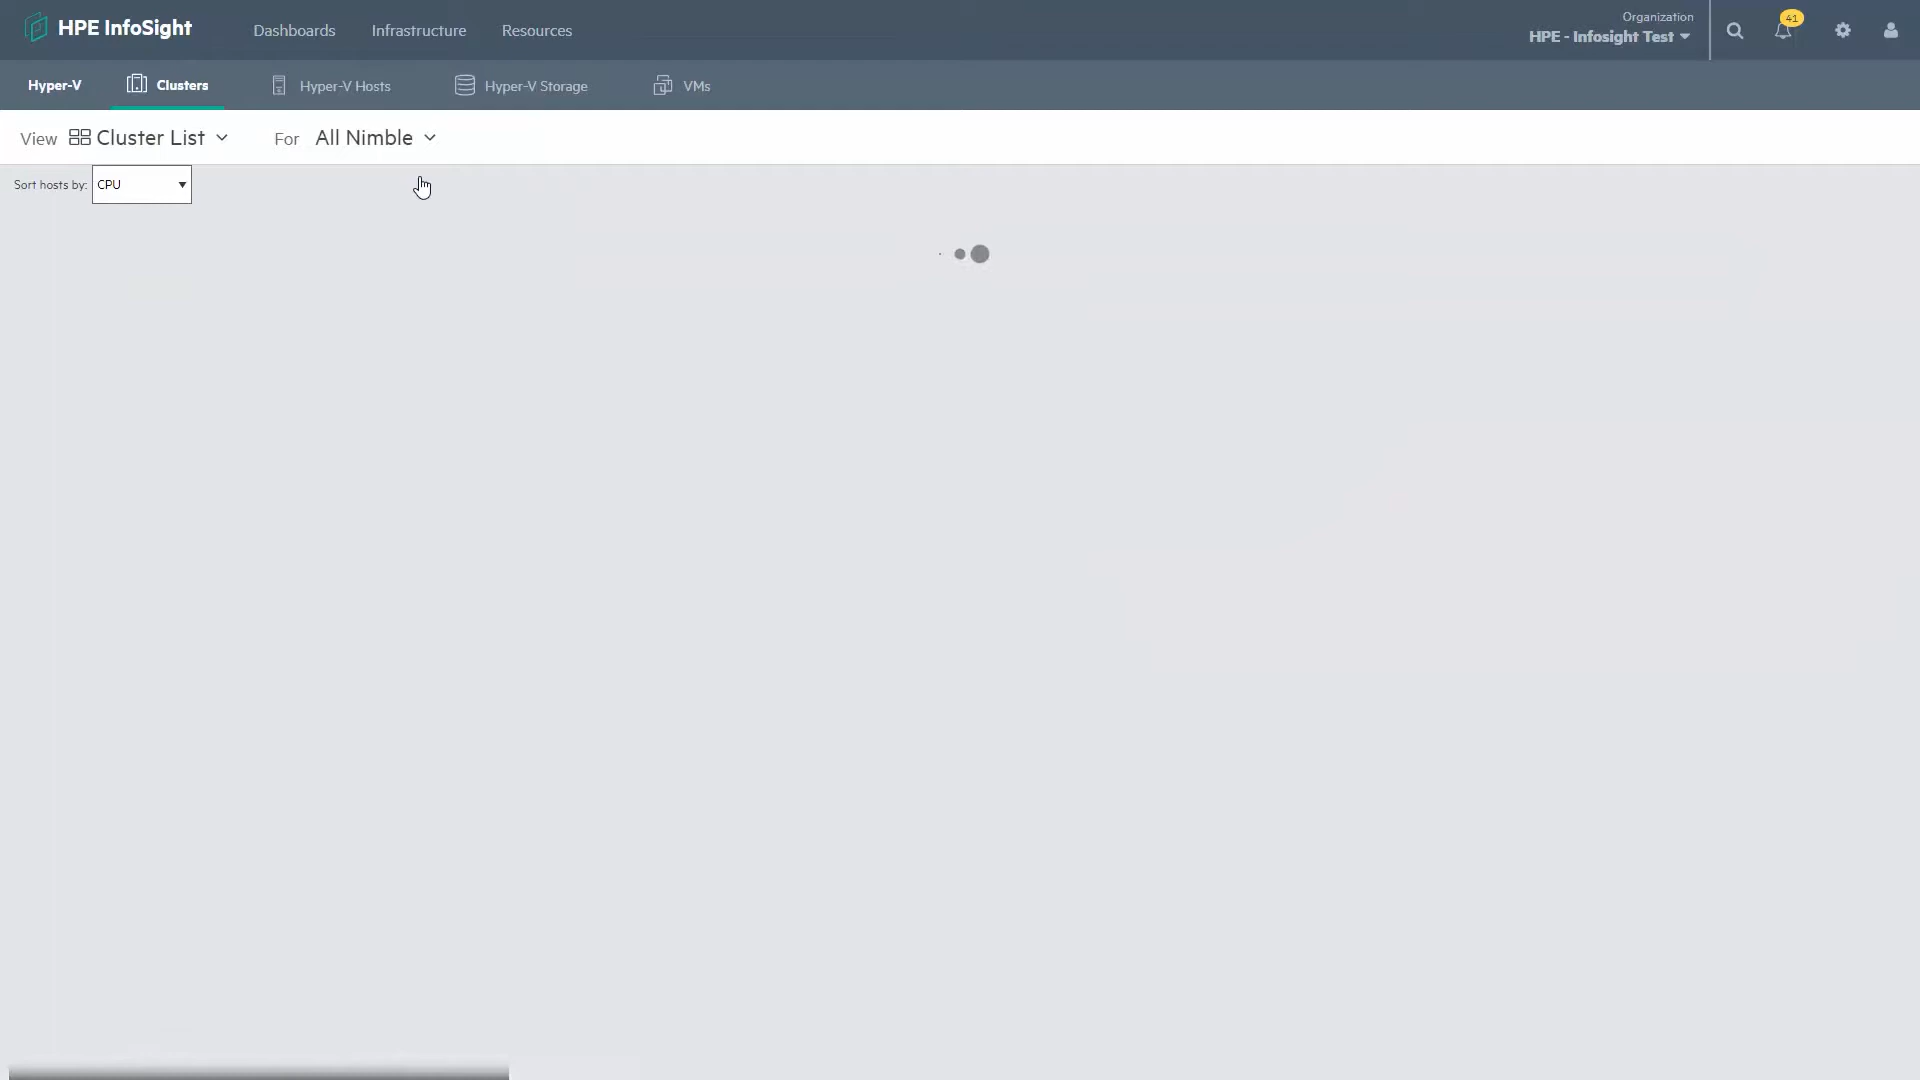 HPE InfoSight
Dashboards
Infrastructure
Resources
Organization
HPE - Infosight Test
41
Hyper-V
Clusters
Hyper-V Hosts
Hyper-V Storage
VMs
View
Cluster List
For
All Nimble
Sort hosts by:
CPU